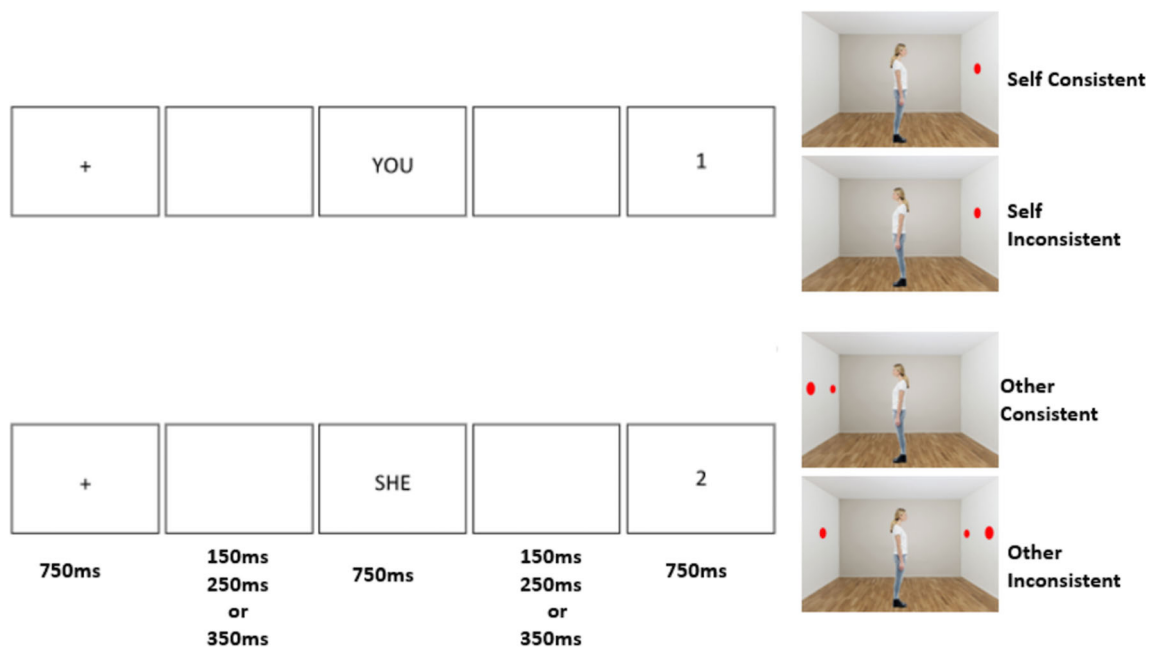 +
YOU
1
Self Consistent
Self
Inconsistent
+
SHE
2
Other
Consistent
Other
Inconsistent
750ms
150ms
250ms
or
350ms
750ms
150ms
250ms
or
350ms
750ms